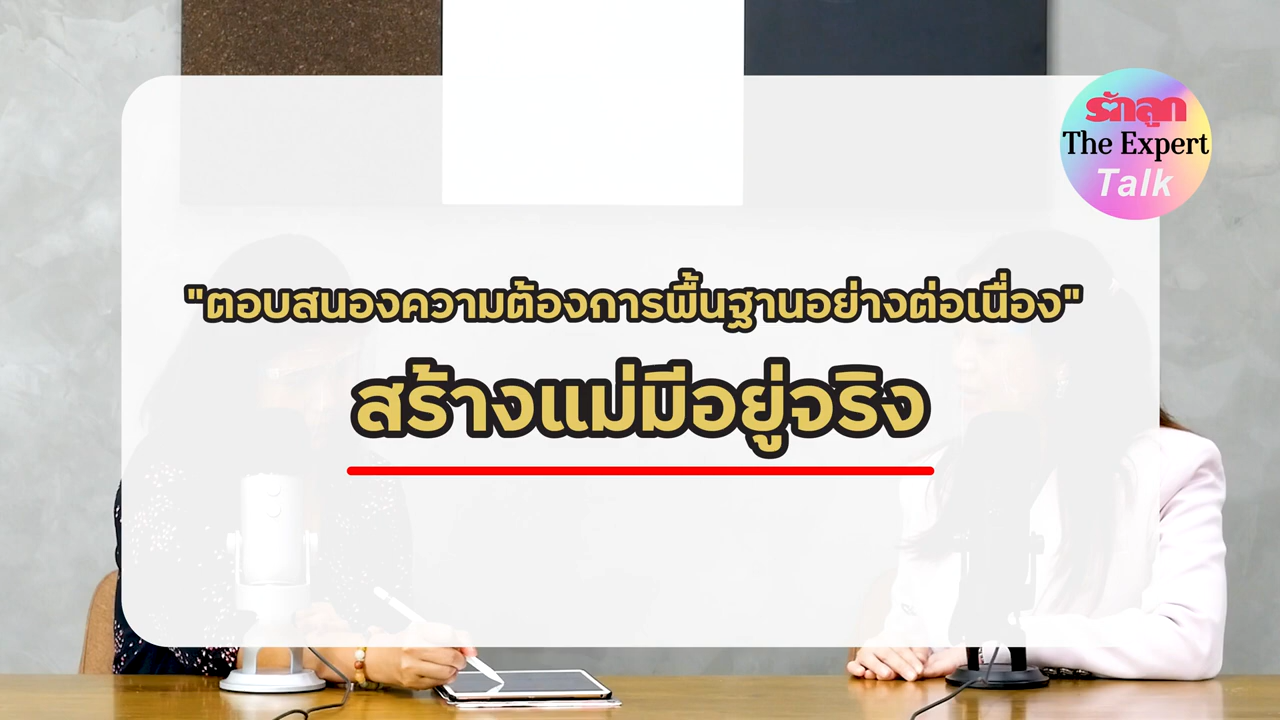 รักลูก
The Expert
Talk
"ตอบสนองความต้องการพื้นฐานอย่างต่อเนื่อง"
สร้างแม่มีอยู่จริง